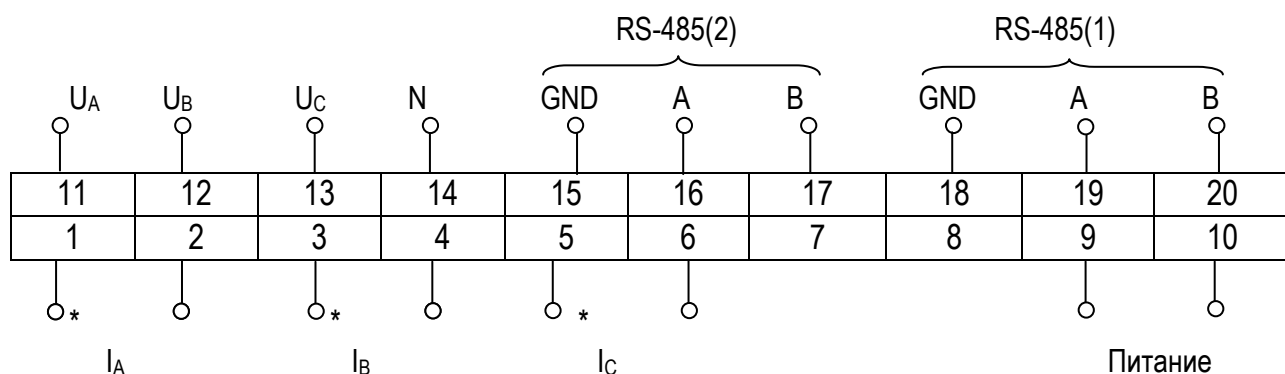 RS-485(2) RS-485(1)
UA UB UC N GND A B GND A B
11 12 13 14 15 16 17 18 19 20
1 2 3 4 5 6 7 8 9 10
* * *
IA IB IC Питание